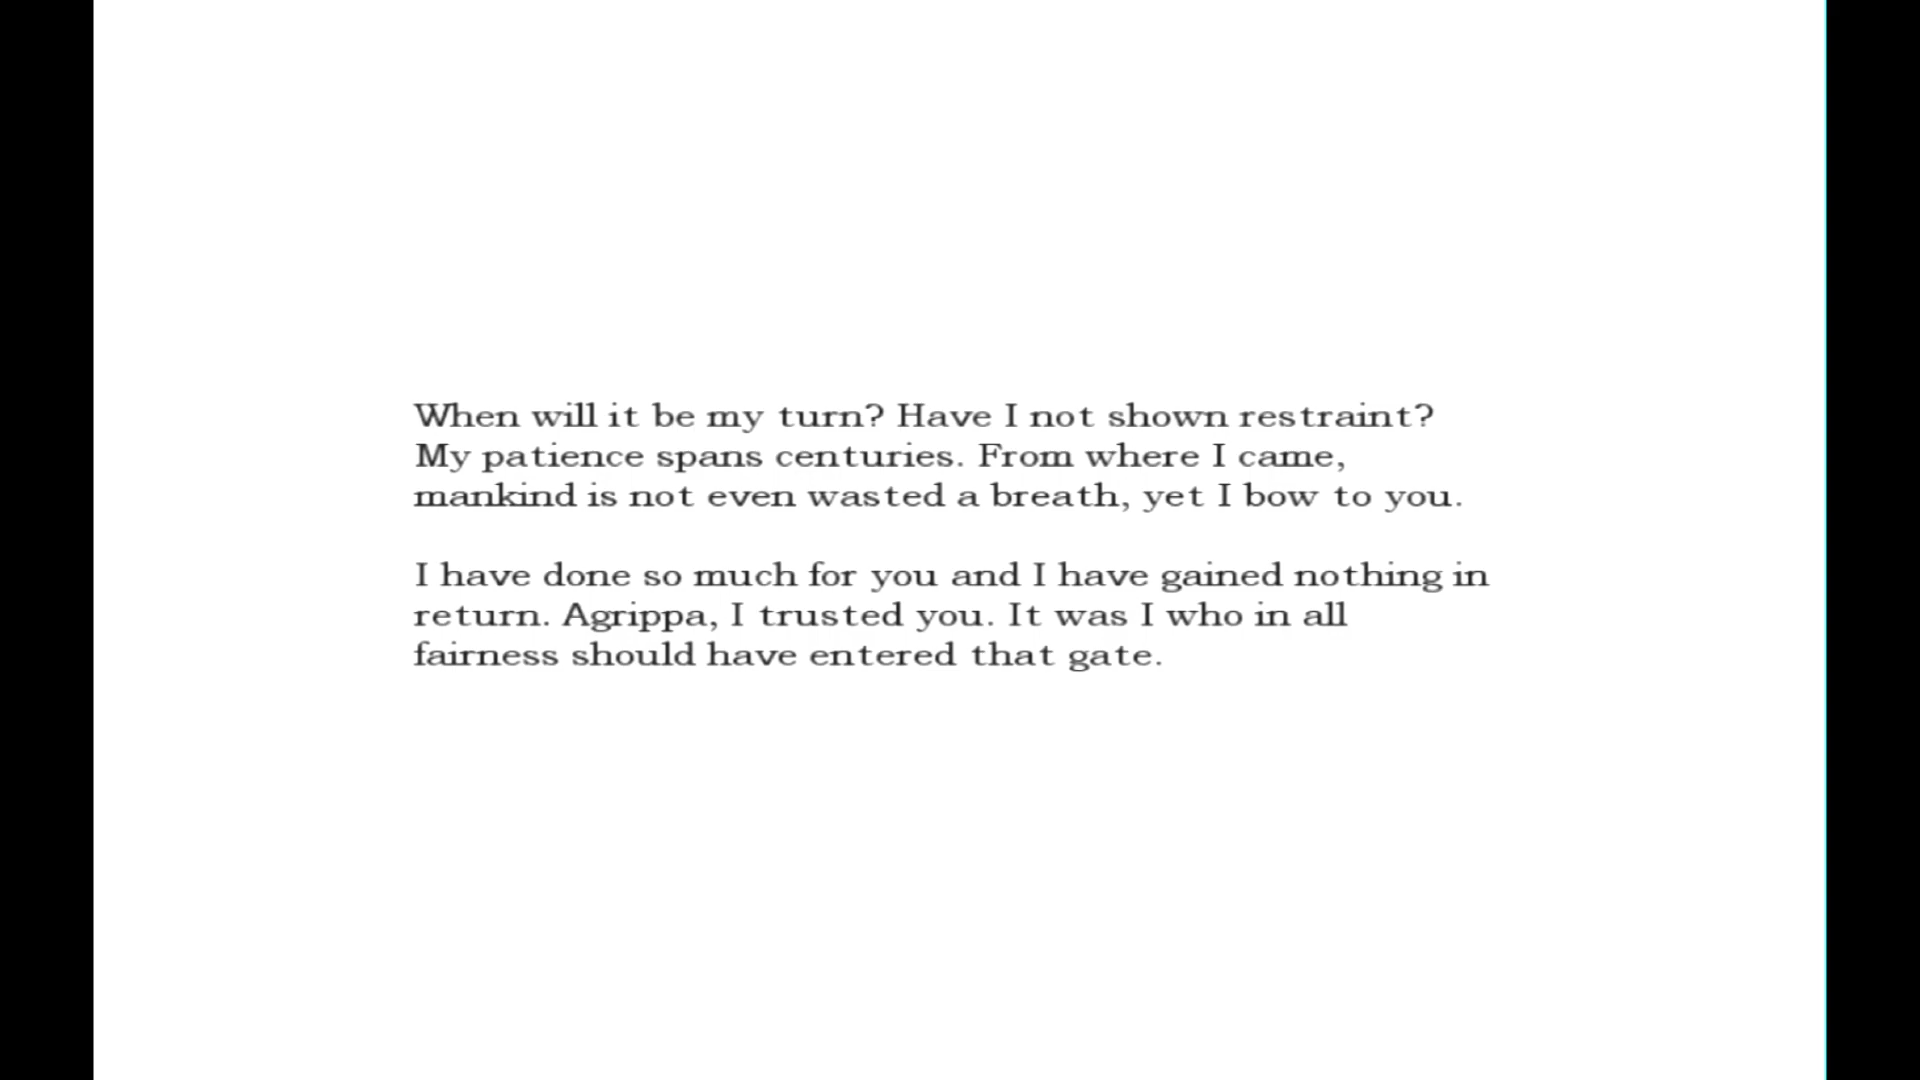 When will it be my turn? Have I not shown restraint?
My patience spans centuries. From where I came,
mankind is not even wasted a breath, yet I bow to you.
I have done so much for you and I have gained nothing in
return. Agrippa, I trusted you. It was I who in all
fairness should have entered that gate.